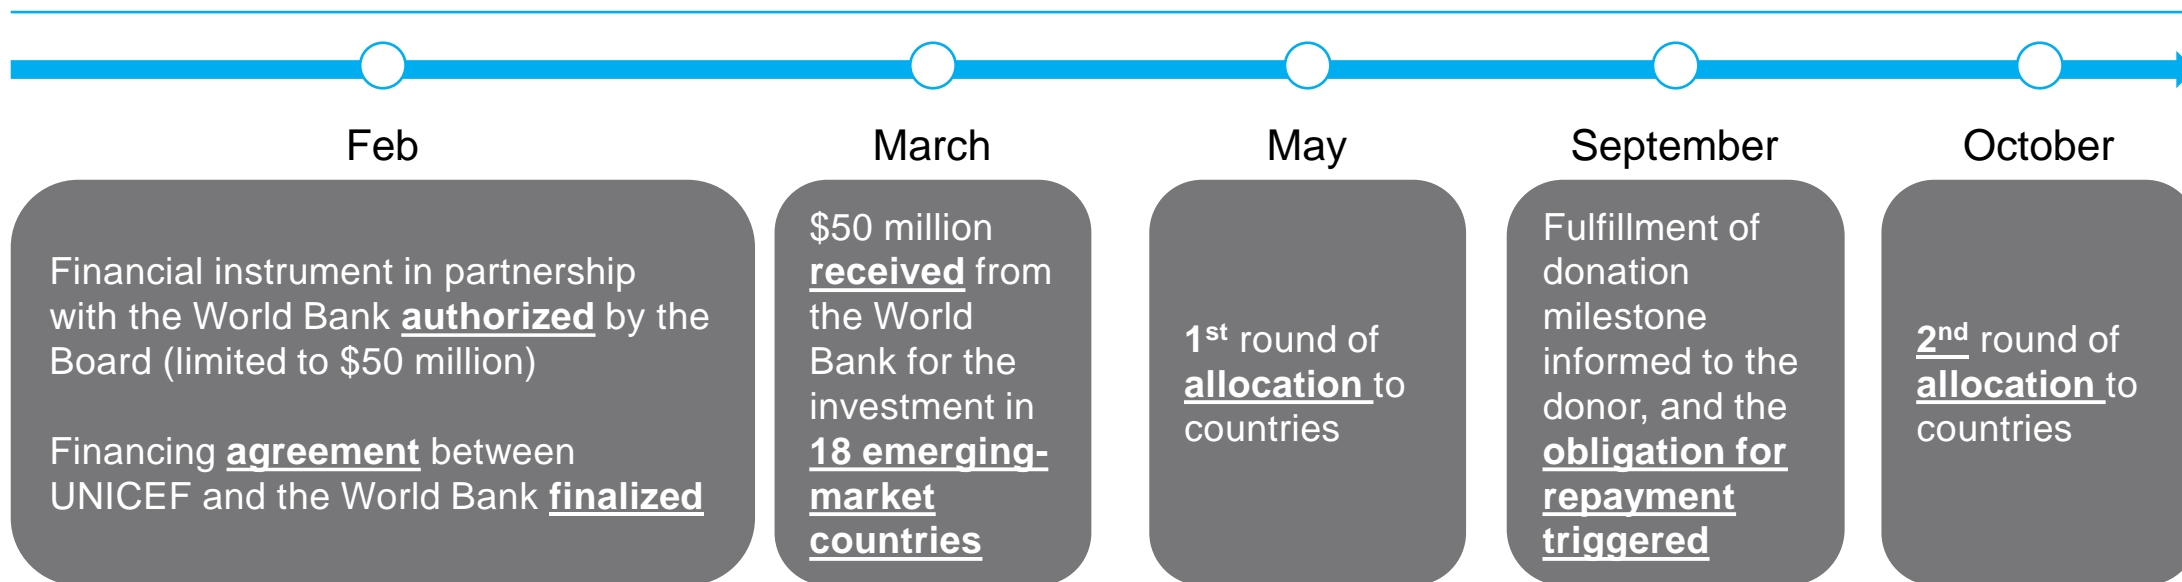 Feb
March
May
September
October
Financial instrument in partnership
with the World Bank authorized by the
Board (limited to $50 million)
Financing agreement between
UNICEF and the World Bank finalized
$50 million
received from
the World
Bank for the
investment in
18 emerging-
market
countries
1st round of
allocation to
countries
Fulfillment of
donation
milestone
informed to the
donor, and the
obligation for
repayment
triggered
2nd round of
allocation to
countries